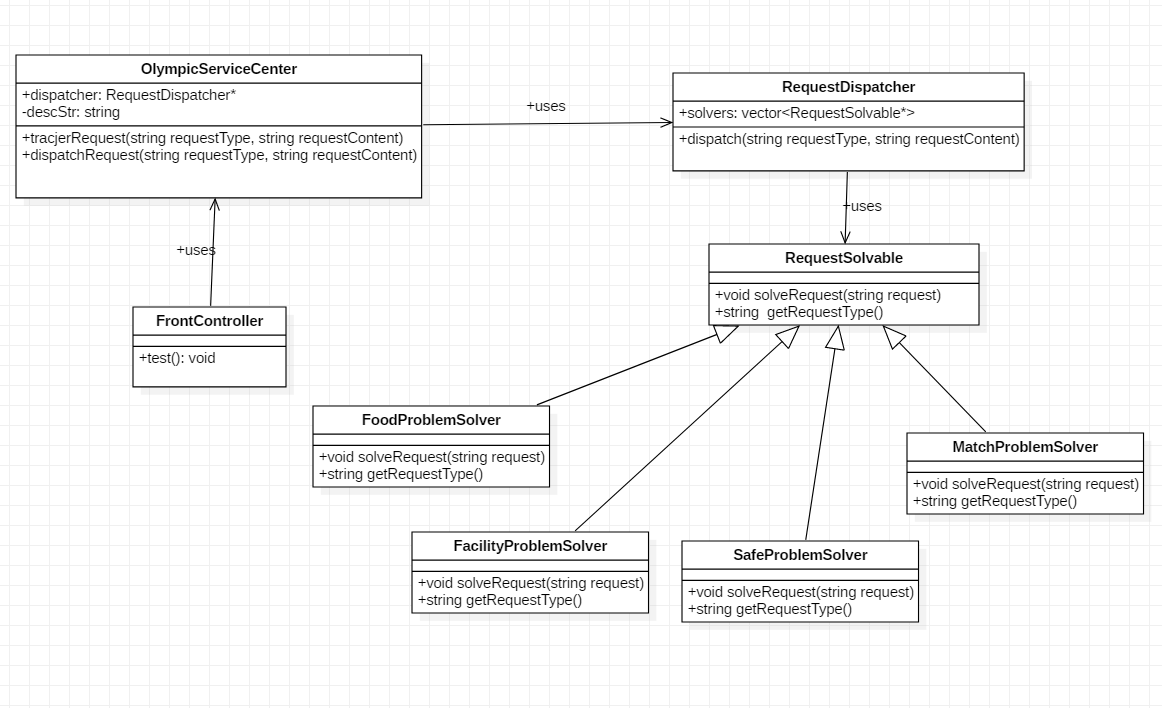 OlympicServiceCenter
+dispatcher: RequestDispatcher*
-descStr: string
+tracjerRequest(string requestType, string requestContent)
+dispatchRequest(string requestType, string requestContent)
+uses
RequestDispatcher
+solvers: vector<RequestSolvable*>
+dispatch(string requestType, string requestContent)
+uses
+uses
RequestSolvable
+void solveRequest(string request)
+string  getRequestType()
FrontController
+test(): void
FoodProblemSolver
+void solveRequest(string request)
+string getRequestType()
MatchProblemSolver
+void solveRequest(string request)
+string getRequestType()
FacilityProblemSolver
+void solveRequest(string request)
+string getRequestType()
SafeProblemSolver
+void solveRequest(string request)
+string getRequestType()